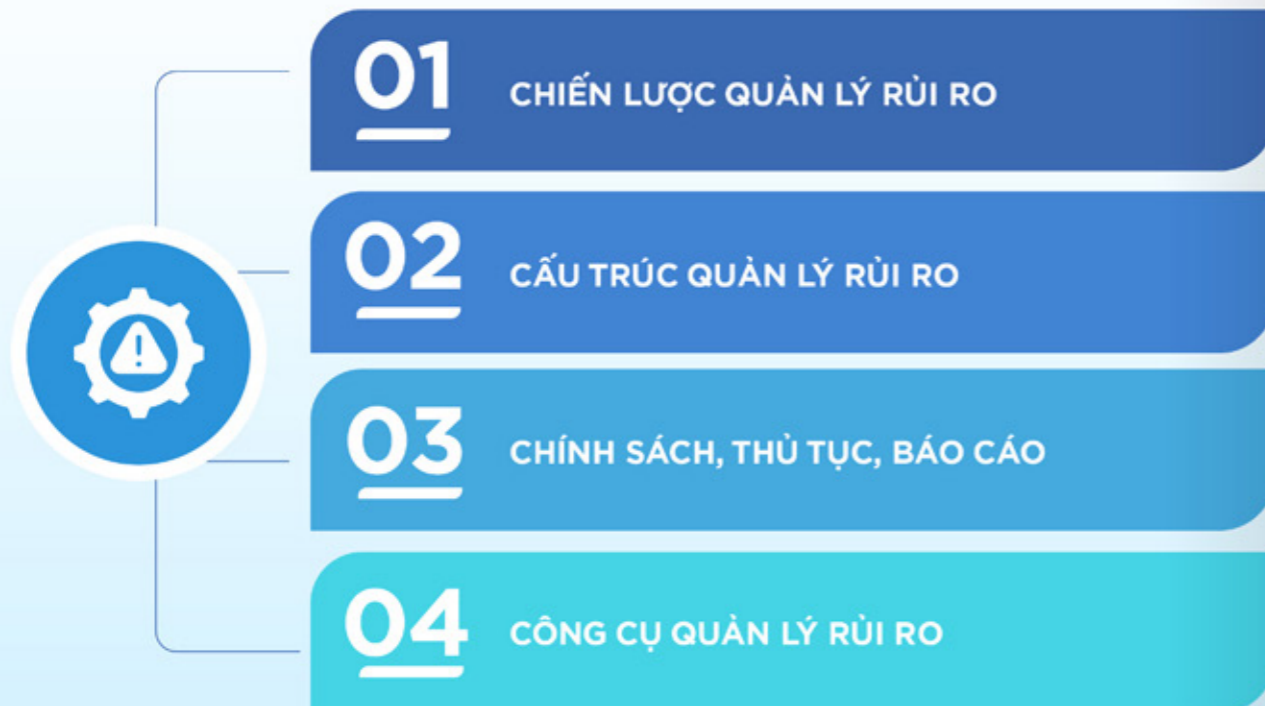 01
CHIẾN LƯỢC QUẢN LÝ RỦI RO
02
CẤU TRÚC QUẢN LÝ RỦI RO
03
CHÍNH SÁCH, THỦ TỤC, BÁO CÁO
04
CÔNG CỤ QUẢN LÝ RỦI RO